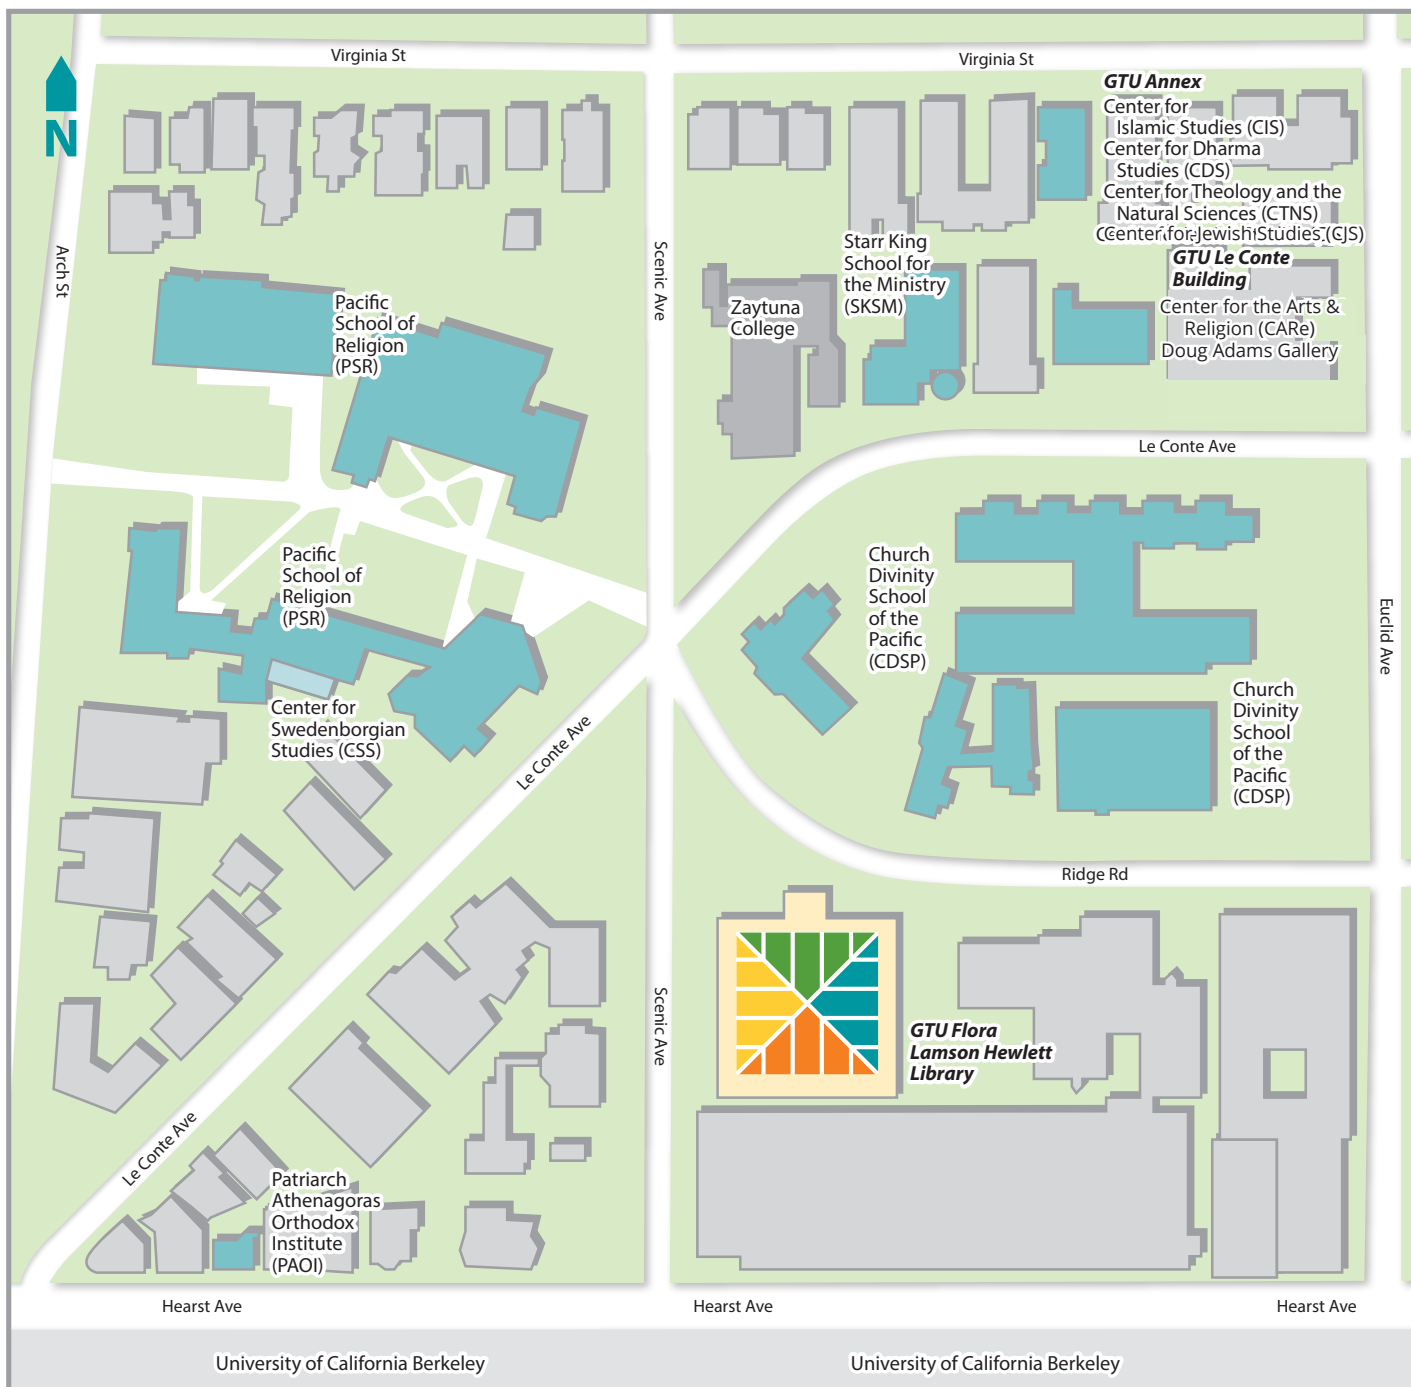 Virginia St
Virginia St
N
GTU Annex
Center for
Islamic Studies (CIS)
Center for Dharma
Studies (CDS)
Center for Theology and the
Natural Sciences (CTNS)
Center for Jewish Studies (CJS)
Arch St
Scenic Ave
Starr King
School for
the Ministry
(SKSM)
GTU Le Conte
Building
Center for the Arts &
Religion (CARe)
Doug Adams Gallery
Pacific
School of
Religion
(PSR)
Zaytuna
College
Le Conte Ave
Pacific
School of
Religion
(PSR)
Church
Divinity
School
of the
Pacific
(CDSP)
Euclid Ave
Center for
Swedenborgian
Studies (CSS)
Le Conte Ave
Church
Divinity
School
of the
Pacific
(CDSP)
Ridge Rd
Scenic Ave
GTU Flora
Lamson Hewlett
Library
Le Conte Ave
Patriarch
Athenagoras
Orthodox
Institute
(PAOI)
Hearst Ave
Hearst Ave
Hearst Ave
University of California Berkeley
University of California Berkeley